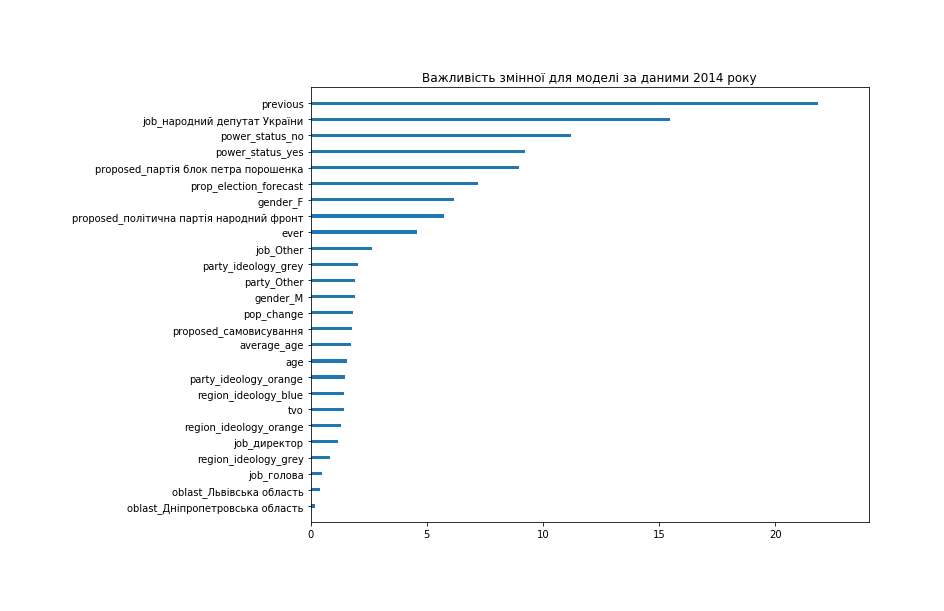 Важливість змінної для моделі за даними 2014 року
previous
job_народний депутат України
power_status_no
power_status_yes
proposed_партія блок петра порошенка
prop_election_forecast
gender_F
proposed_політична партія народний фронт
ever
job_Other
party_ideology_grey
party_Other
gender_M
pop_change
proposed_самовисування
average_age
age
party_ideology_orange
region_ideology_blue
tvo
region_ideology_orange
job_директор
region_ideology_grey
job_голова
oblast_Львівська область
oblast_Дніпропетровська область
0 5 10 15 20